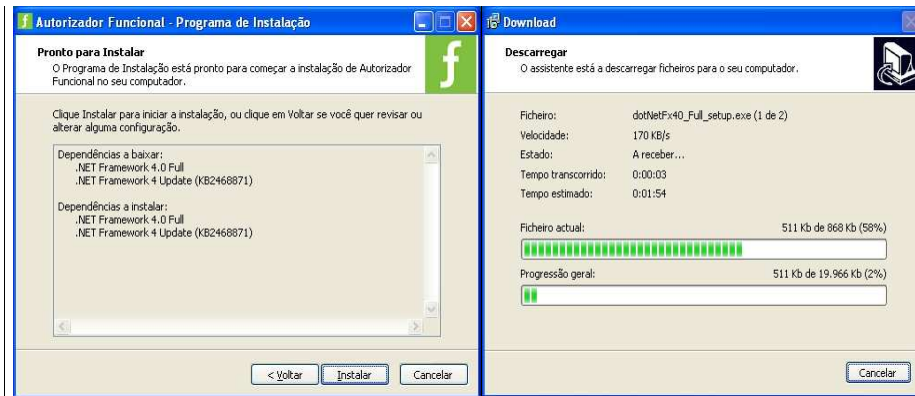 Autorizador Funcional - Programa de Instalação
Pronto para Instalar
O Programa de Instalação está pronto para começar a instalação de Autorizador
Funcional no seu computador.
Clique Instalar para iniciar a instalação, ou clique em Voltar se você quer revisar ou
alterar alguma configuração.
Dependências a baixar:
.NET Framework 4.0 Full
.NET Framework 4 Update (KB2468871)
Dependências a instalar:
.NET Framework 4.0 Full
.NET Framework 4 Update (KB2468871)
< Voltar
Instalar
Cancelar
Download
Descarregar
O assistente está a descarregar ficheiros para o seu computador.
Ficheiro: dotNetFx40_Full_setup.exe (1 de 2)
Velocidade: 170 KB/s
Estado: A receber...
Tempo transcorrido: 0:00:03
Tempo estimado: 0:01:54
Ficheiro actual: 511 Kb de 868 Kb (58%)
Progressão geral: 511 Kb de 19.966 Kb (2%)
Cancelar